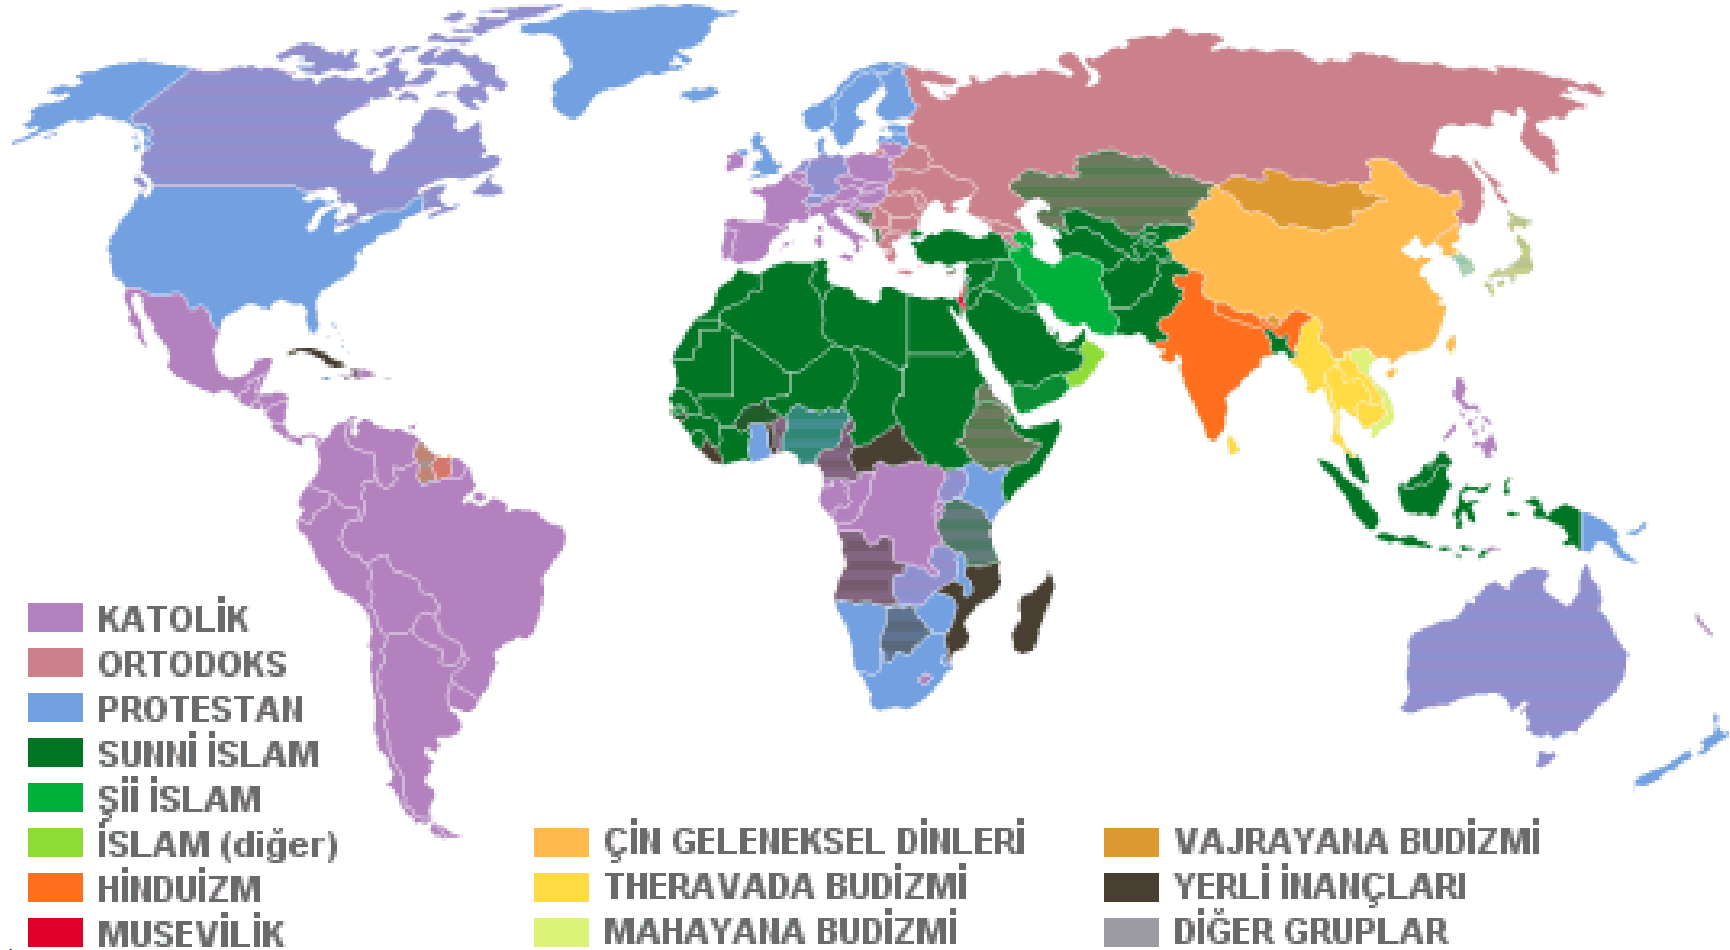 KATOLİK
ORTODOKS
PROTESTAN
SUNNİ İSLAM
Şİİ İSLAM
İSLAM (diğer)
HİNDUİZM
MUSEVİLİK
ÇİN GELENEKSEL DİNLERİ
THERAVADA BUDİZMİ
MAHAYANA BUDİZMİ
VAJRAYANA BUDİZMİ
YERLİ İNANÇLARI
DİĞER GRUPLAR